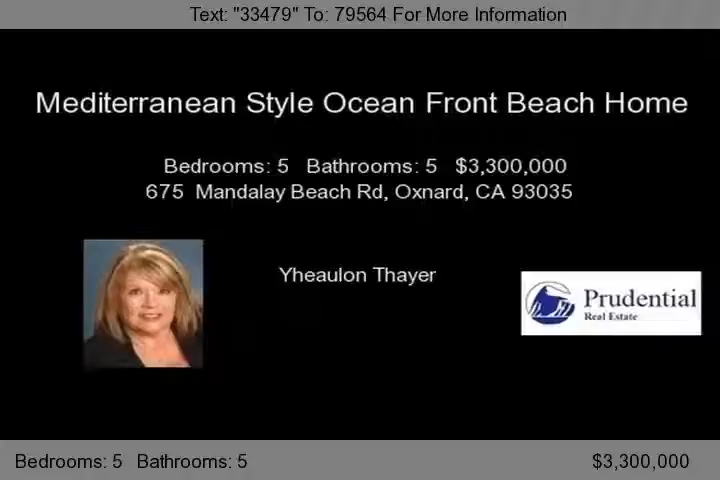 Text: "33479" To: 79564 For More Information
Mediterranean Style Ocean Front Beach Home
Bedrooms: 5 Bathrooms: 5 $3,300,000
675 Mandalay Beach Rd, Oxnard, CA 93035
Yheaulon Thayer
Prudential
Real Estate
Bedrooms: 5 Bathrooms: 5 $3,300,000